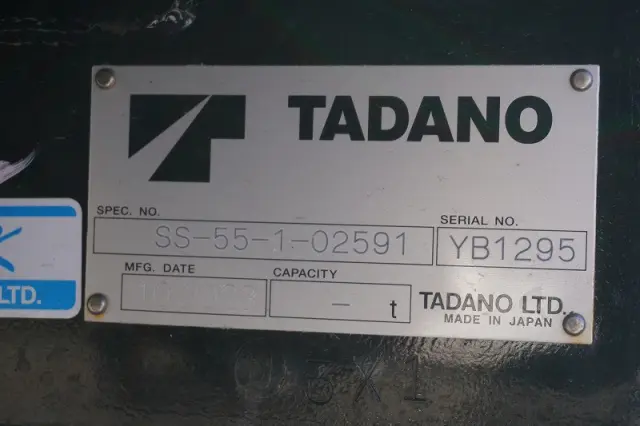 TADANO
SPEC. NO.
SERIAL NO.
SS-55-1-02591
YB1295
MFG. DATE
CAPACITY
- t
TADANO LTD.
MADE IN JAPAN
LTD.
3X1